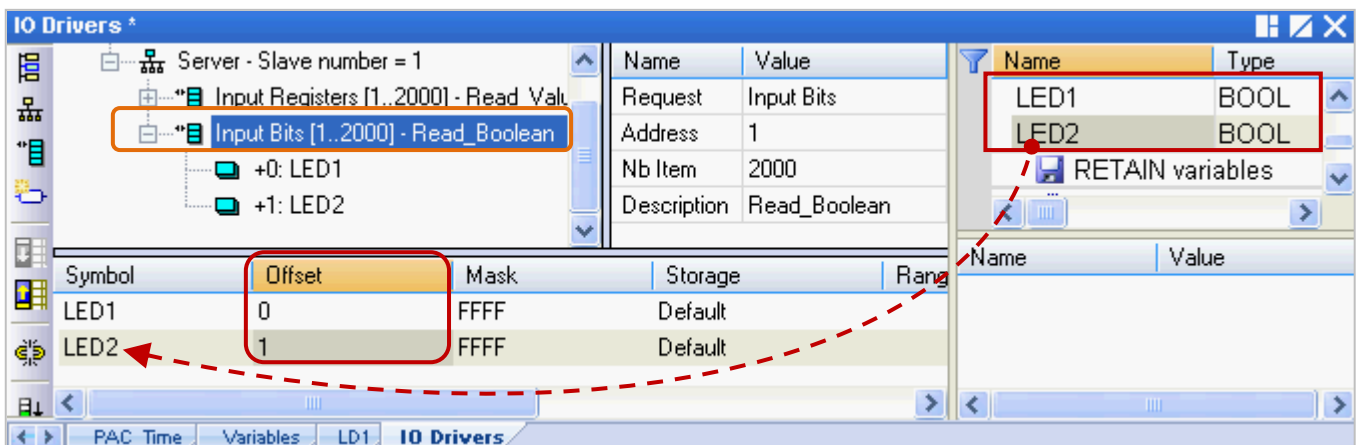 IO Drivers *
Server - Slave number = 1
Input Registers [1..2000] - Read_Valu
Input Bits [1..2000] - Read_Boolean
+0: LED1
+1: LED2
Name Value
Request Input Bits
Address 1
Nb Item 2000
Description Read_Boolean
Name Type
LED1 BOOL
LED2 BOOL
RETAIN variables
Symbol Offset Mask Storage Rang
LED1 0 FFFF Default
LED2 1 FFFF Default
Name Value
PAC_Time Variables LD1 IO Drivers